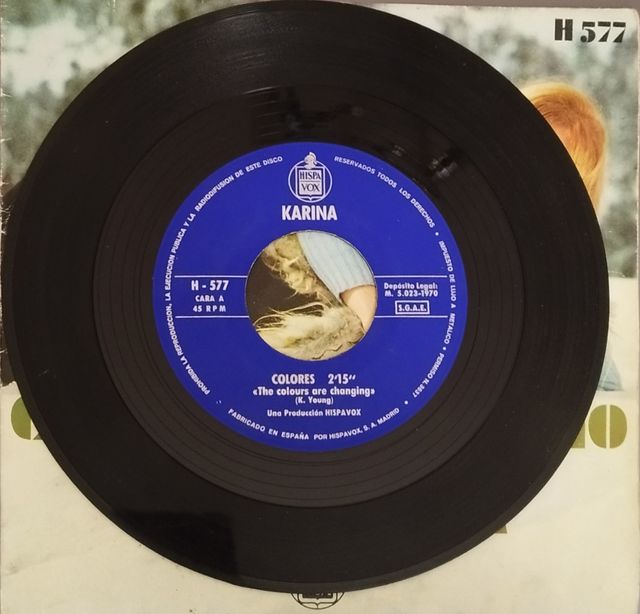 H 577
PROHIBIDA LA REPRODUCCION, LA EJECUCION PUBLICA Y LA RADIODIFUSION DE ESTE DISCO
RESERVADOS TODOS LOS DERECHOS • IMPUESTO DE LUJO A METALICO • PERMISO N. 3537
HISPA
VOX
KARINA
H - 577
CARA A
45 RPM
Depósito Legal:
M. 5.023-1970
S.G.A.E.
COLORES 2'15"
«The colours are changing»
(K. Young)
Una Producción HISPAVOX
FABRICADO EN ESPAÑA POR HISPAVOX, S. A. MADRID